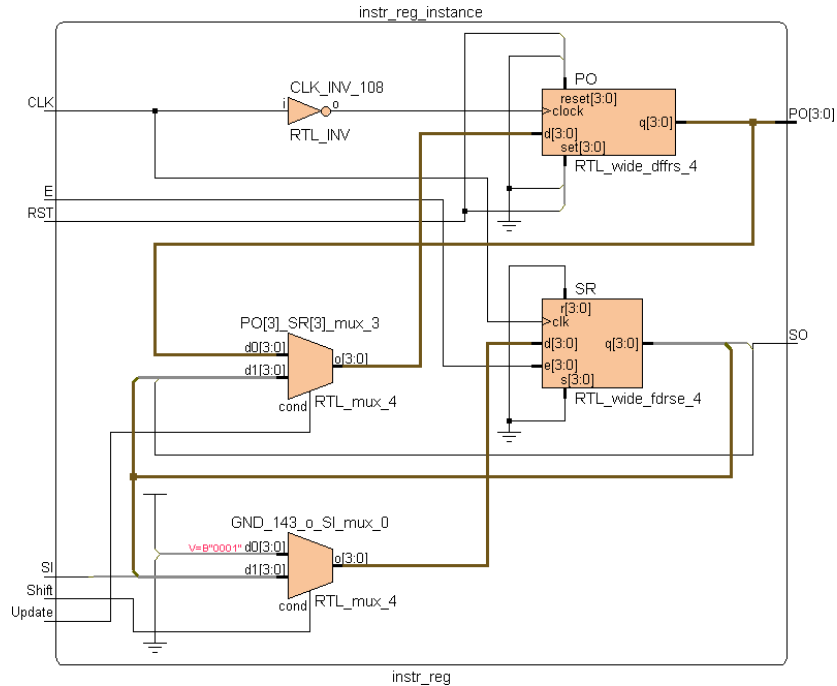 instr_reg_instance
PO
CLK_INV_108
CLK
i
o
RTL_INV
reset[3:0]
clock
d[3:0]
q[3:0]
set[3:0]
RTL_wide_dffrs_4
PO[3:0]
E
RST
SR
r[3:0]
clk
d[3:0]
q[3:0]
e[3:0]
s[3:0]
RTL_wide_fdrse_4
SO
PO[3]_SR[3]_mux_3
d0[3:0]
o[3:0]
d1[3:0]
cond
RTL_mux_4
GND_143_o_SI_mux_0
V=B"0001"
d0[3:0]
o[3:0]
d1[3:0]
cond
RTL_mux_4
SI
Shift
Update
instr_reg